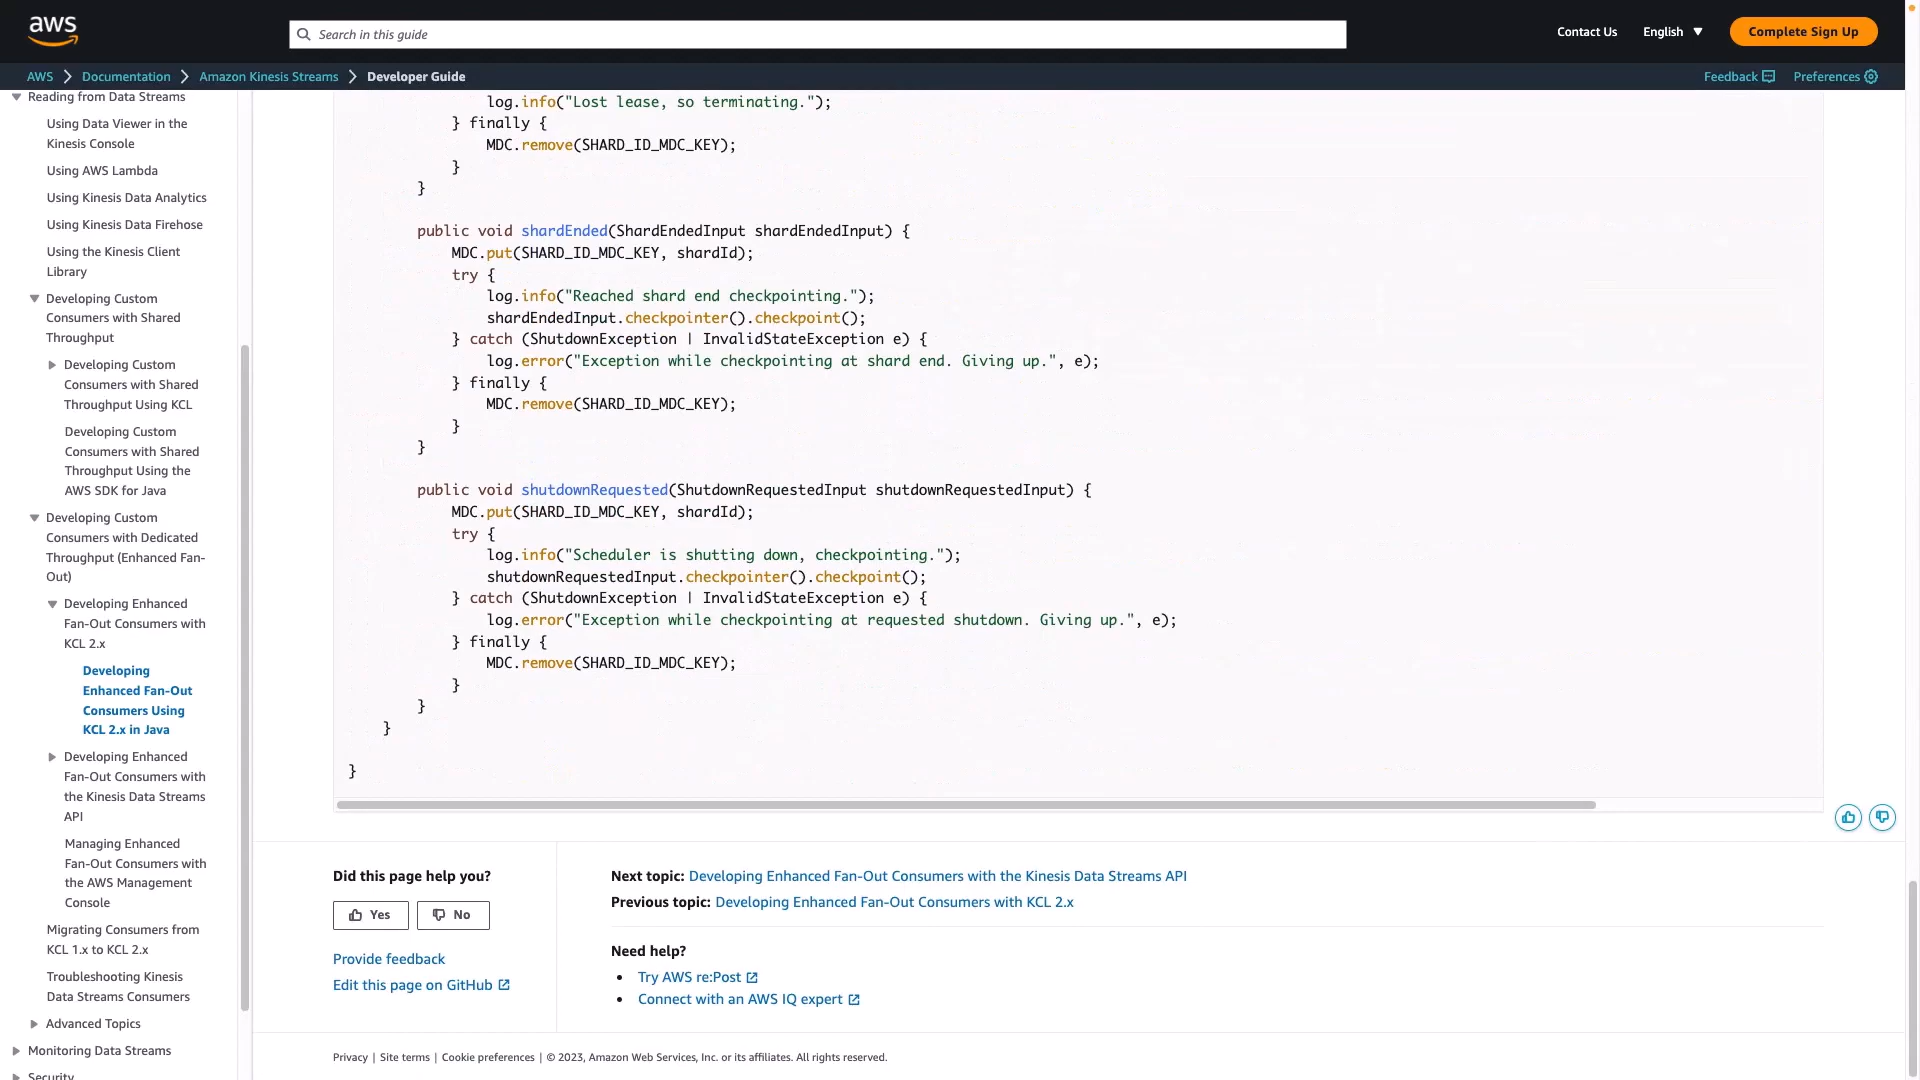 aws
Search in this guide
Contact Us
English
Complete Sign Up
AWS
Documentation
Amazon Kinesis Streams
Developer Guide
Feedback
Preferences
Reading from Data Streams
Using Data Viewer in the
Kinesis Console
Using AWS Lambda
Using Kinesis Data Analytics
Using Kinesis Data Firehose
Using the Kinesis Client
Library
Developing Custom
Consumers with Shared
Throughput
Developing Custom
Consumers with Shared
Throughput Using KCL
Developing Custom
Consumers with Shared
Throughput Using the
AWS SDK for Java
Developing Custom
Consumers with Dedicated
Throughput (Enhanced Fan-
Out)
Developing Enhanced
Fan-Out Consumers with
KCL 2.x
Developing
Enhanced Fan-Out
Consumers Using
KCL 2.x in Java
Developing Enhanced
Fan-Out Consumers with
the Kinesis Data Streams
API
Managing Enhanced
Fan-Out Consumers with
the AWS Management
Console
Migrating Consumers from
KCL 1.x to KCL 2.x
Troubleshooting Kinesis
Data Streams Consumers
Advanced Topics
Monitoring Data Streams
Security
log.info("Lost lease, so terminating.");
} finally {
MDC.remove(SHARD_ID_MDC_KEY);
}
}
public void shardEnded(ShardEndedInput shardEndedInput) {
MDC.put(SHARD_ID_MDC_KEY, shardId);
try {
log.info("Reached shard end checkpointing.");
shardEndedInput.checkpointer().checkpoint();
} catch (ShutdownException | InvalidStateException e) {
log.error("Exception while checkpointing at shard end. Giving up.", e);
} finally {
MDC.remove(SHARD_ID_MDC_KEY);
}
}
public void shutdownRequested(ShutdownRequestedInput shutdownRequestedInput) {
MDC.put(SHARD_ID_MDC_KEY, shardId);
try {
log.info("Scheduler is shutting down, checkpointing.");
shutdownRequestedInput.checkpointer().checkpoint();
} catch (ShutdownException | InvalidStateException e) {
log.error("Exception while checkpointing at requested shutdown. Giving up.", e);
} finally {
MDC.remove(SHARD_ID_MDC_KEY);
}
}
}
}
Did this page help you?
Yes
No
Provide feedback
Edit this page on GitHub
Next topic: Developing Enhanced Fan-Out Consumers with the Kinesis Data Streams API
Previous topic: Developing Enhanced Fan-Out Consumers with KCL 2.x
Need help?
• Try AWS re:Post
• Connect with an AWS IQ expert
Privacy | Site terms | Cookie preferences | © 2023, Amazon Web Services, Inc. or its affiliates. All rights reserved.